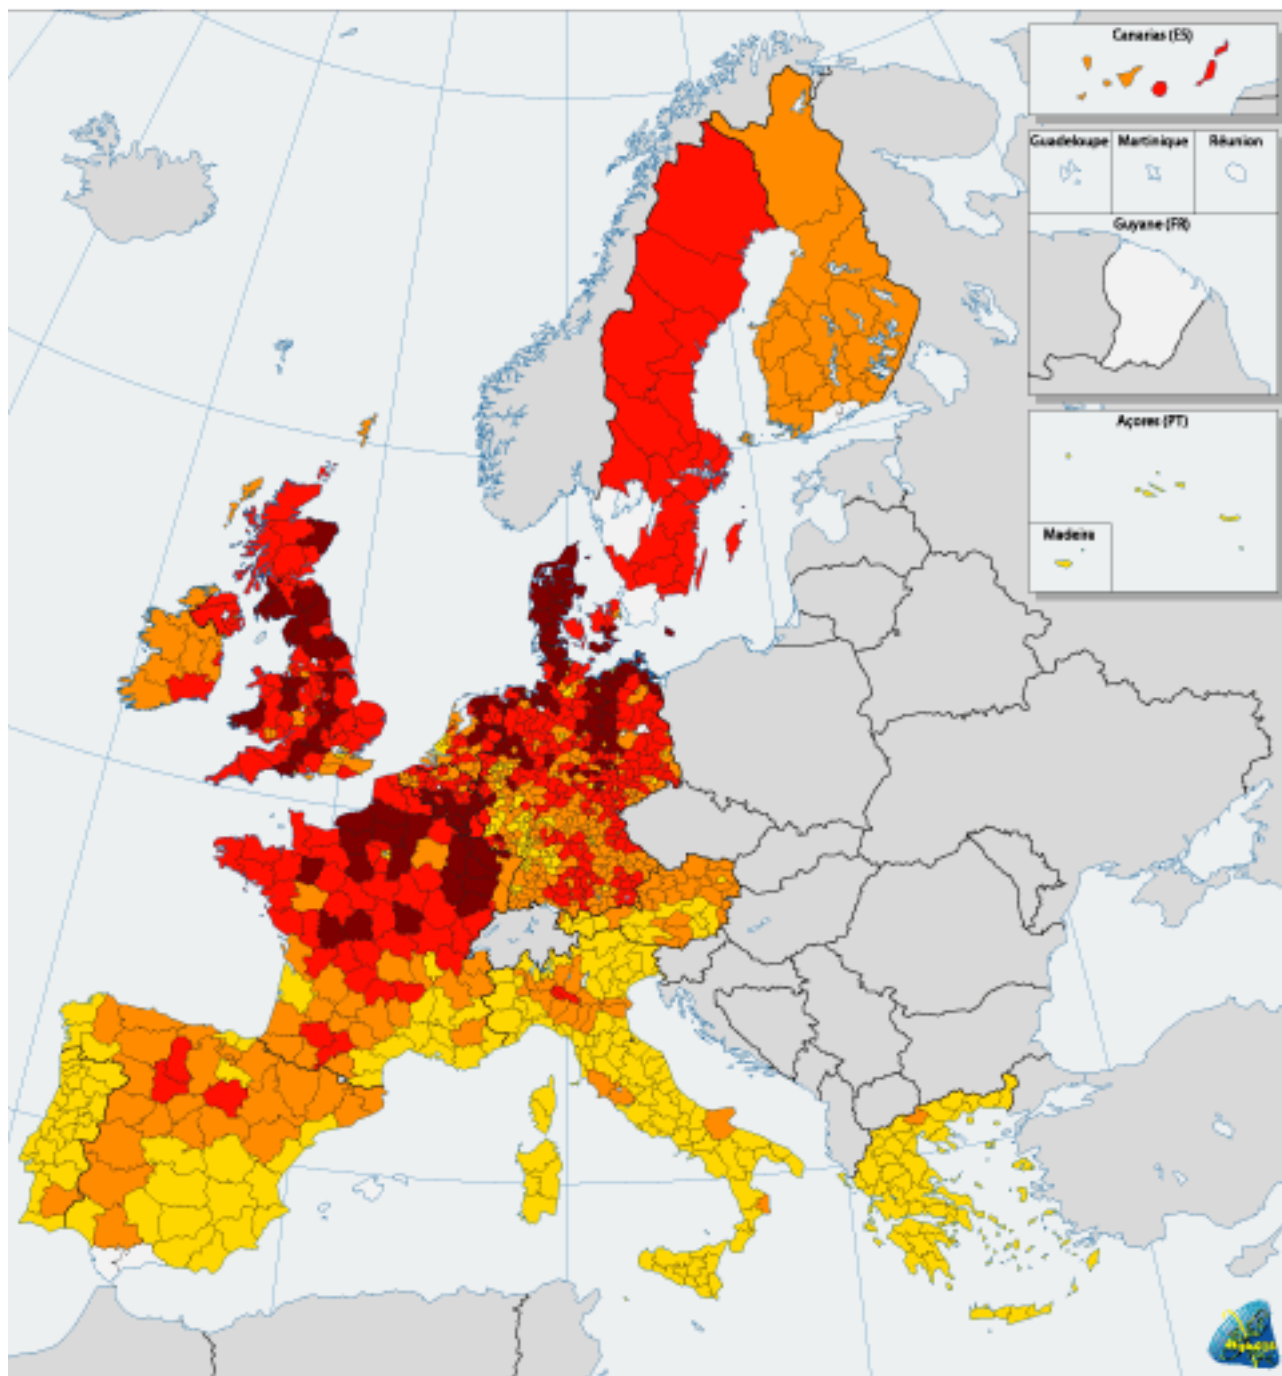 Canarias (ES)
Guadeloupe Martinique Réunion
Guyane (FR)
Açores (PT)
Madeira